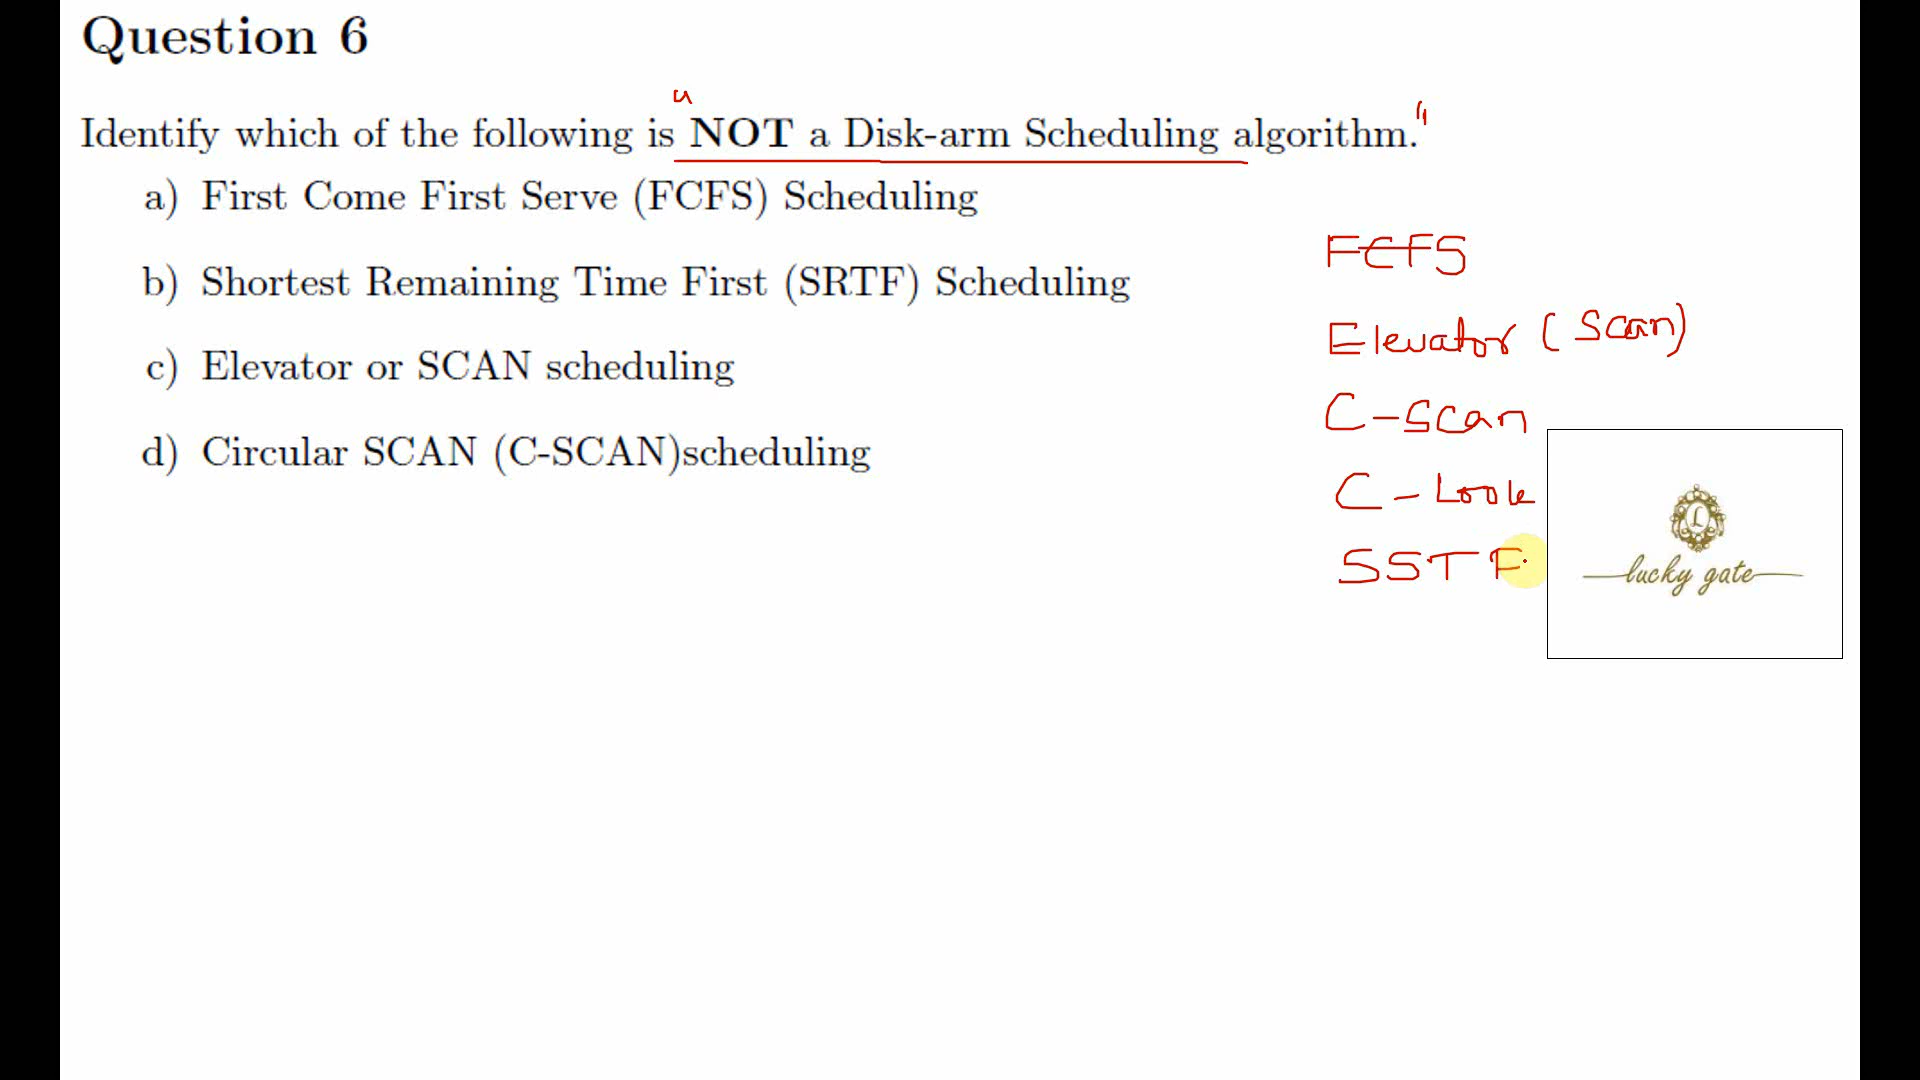 Question 6
Identify which of the following is "NOT a Disk-arm Scheduling algorithm."
a) First Come First Serve (FCFS) Scheduling
b) Shortest Remaining Time First (SRTF) Scheduling
c) Elevator or SCAN scheduling
d) Circular SCAN (C-SCAN)scheduling
FCFS
Elevator (Scan)
C-Scan
C-Look
SSTF
L
lucky gate